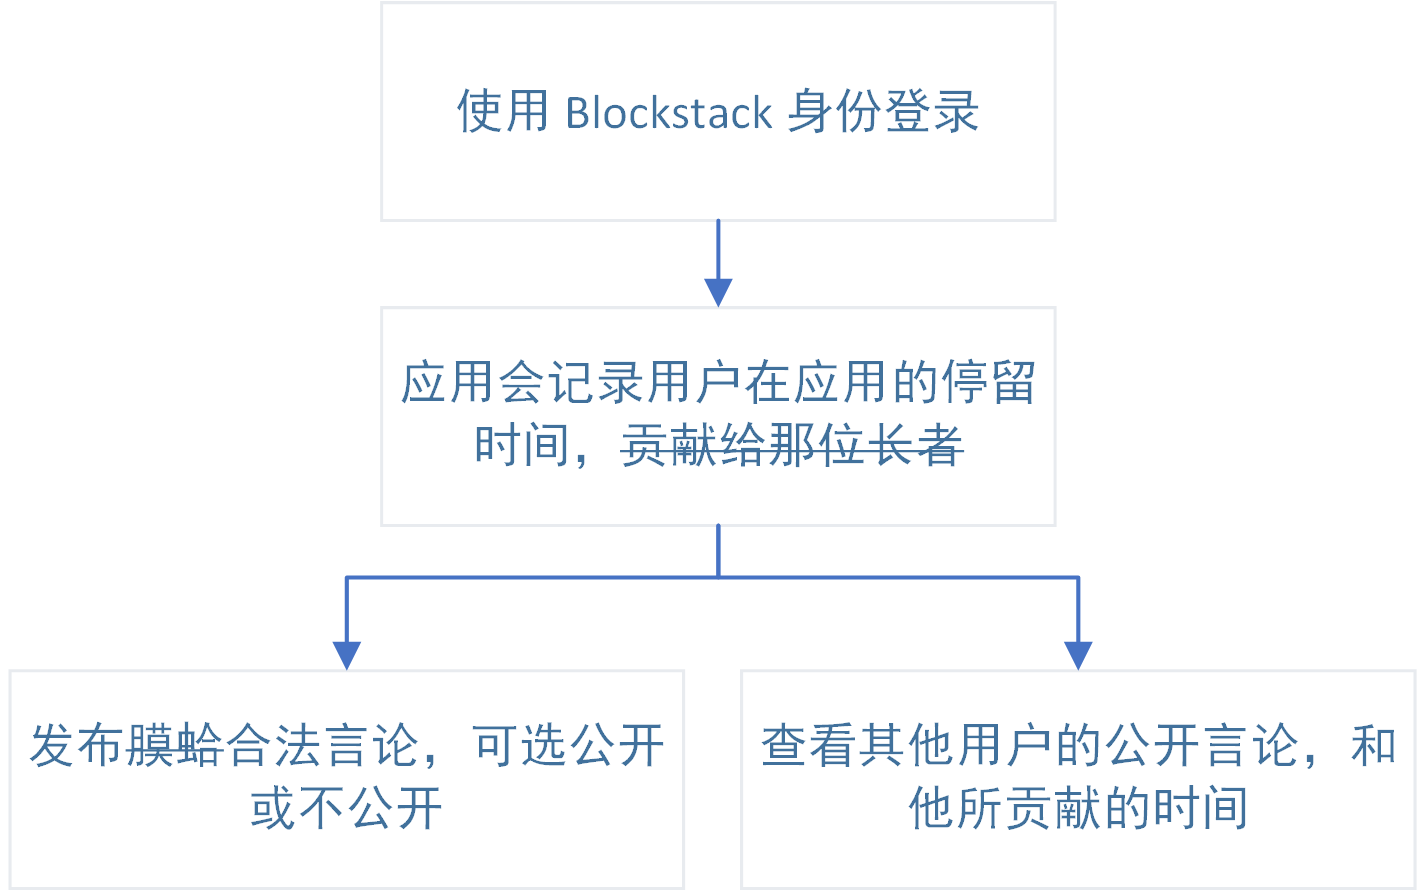 使用 Blockstack 身份登录
应用会记录用户在应用的停留
时间，贡献给那位长者
发布膜蛤合法言论，可选公开
或不公开
查看其他用户的公开言论，和
他所贡献的时间